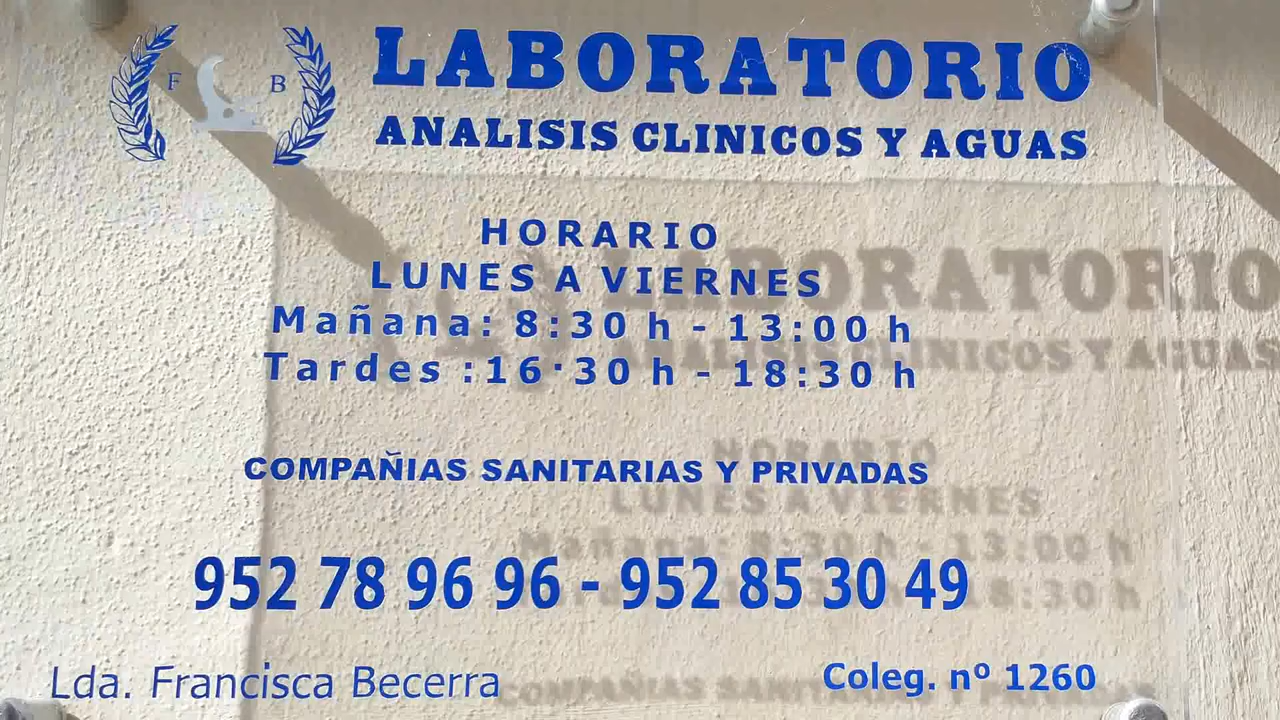 F B
LABORATORIO
ANALISIS CLINICOS Y AGUAS
HORARIO
LUNES A VIERNES
Mañana: 8:30 h - 13:00 h
Tardes :16·30 h - 18:30 h
COMPAÑIAS SANITARIAS Y PRIVADAS
952 78 96 96 - 952 85 30 49
Lda. Francisca Becerra
Coleg. nº 1260